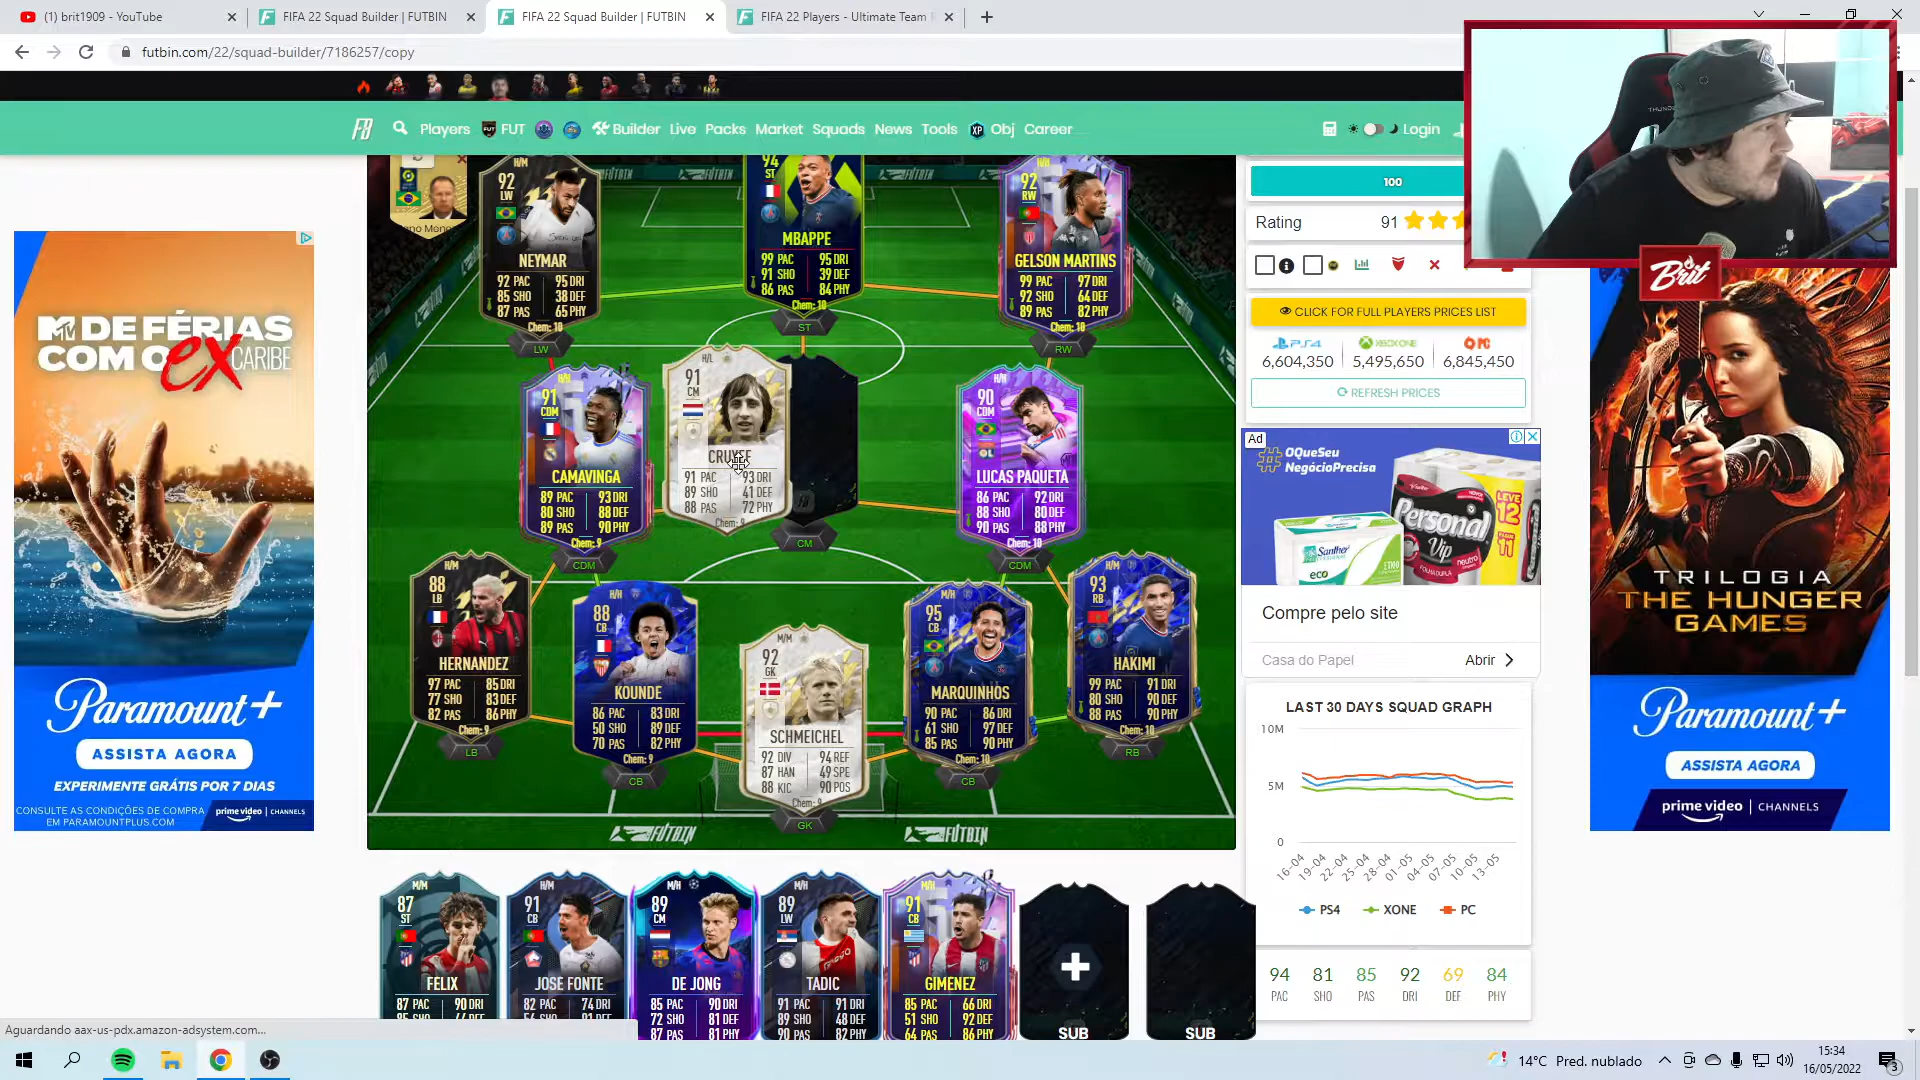 (1) brit1909 - YouTube
FIFA 22 Squad Builder | FUTBIN
FIFA 22 Squad Builder | FUTBIN
FIFA 22 Players - Ultimate Team
futbin.com/22/squad-builder/7186257/copy
FB Players FUT Builder Live Packs Market Squads News Tools XP Obj Career Login
92 LW NEYMAR
92 PAC 95 DRI
85 SHO 38 DEF
87 PAS 65 PHY
Chem: 10
LW
94 ST MBAPPE
99 PAC 95 DRI
91 SHO 39 DEF
86 PAS 84 PHY
Chem: 10
ST
92 RW GELSON MARTINS
99 PAC 97 DRI
92 SHO 64 DEF
89 PAS 82 PHY
Chem: 10
RW
H/H
91 CDM CAMAVINGA
89 PAC 93 DRI
80 SHO 88 DEF
89 PAS 90 PHY
Chem: 9
CDM
H/L
91 CM CRUYFF
91 PAC 93 DRI
89 SHO 41 DEF
88 PAS 72 PHY
Chem: 9
CM
H/H
90 CDM LUCAS PAQUETA
86 PAC 92 DRI
88 SHO 80 DEF
90 PAS 88 PHY
Chem: 10
CDM
H/M
88 LB HERNANDEZ
97 PAC 85 DRI
77 SHO 83 DEF
82 PAS 86 PHY
Chem: 9
LB
88 CB KOUNDE
86 PAC 83 DRI
50 SHO 89 DEF
70 PAS 82 PHY
Chem: 9
CB
M/M
92 GK SCHMEICHEL
92 DIV 94 REF
87 HAN 49 SPE
88 KIC 90 POS
Chem: 9
GK
95 CB MARQUINHOS
90 PAC 86 DRI
61 SHO 97 DEF
85 PAS 90 PHY
Chem: 10
CB
H/M
93 RB HAKIMI
99 PAC 91 DRI
80 SHO 90 DEF
88 PAS 90 PHY
Chem: 10
RB
FUTBIN
FUTBIN
M/M
87 ST FELIX
87 PAC 90 DRI
H/M
91 CB JOSE FONTE
82 PAC 74 DRI
M/H
89 CM DE JONG
85 PAC 90 DRI
72 SHO 81 DEF
87 PAS 81 PHY
H/M
89 LW TADIC
91 PAC 91 DRI
89 SHO 48 DEF
90 PAS 82 PHY
M/H
91 CB GIMENEZ
85 PAC 66 DRI
51 SHO 92 DEF
64 PAS 86 PHY
SUB
SUB
100
Rating 91
CLICK FOR FULL PLAYERS PRICES LIST
PS4 XBOX ONE PC
6,604,350 5,495,650 6,845,450
REFRESH PRICES
Ad
#OQueSeu
NegócioPrecisa
Personal
Vip
LEVE
12
PAGUE
11
Santher
eco
Compre pelo site
Casa do Papel Abrir
LAST 30 DAYS SQUAD GRAPH
10M
5M
0
16-04 19-04 22-04 25-04 28-04 01-05 04-05 07-05 10-05 13-05
PS4 XONE PC
94 81 85 92 69 84
PAC SHO PAS DRI DEF PHY
MTV DE FÉRIAS
COM O EX CARIBE
Paramount+
ASSISTA AGORA
EXPERIMENTE GRÁTIS POR 7 DIAS
CONSULTE AS CONDIÇÕES DE COMPRA
EM PARAMOUNTPLUS.COM
prime video | CHANNELS
Brit
TRILOGIA
THE HUNGER
GAMES
Paramount+
ASSISTA AGORA
prime video | CHANNELS
Aguardando aax-us-pdx.amazon-adsystem.com...
14°C Pred. nublado
15:34
16/05/2022
3